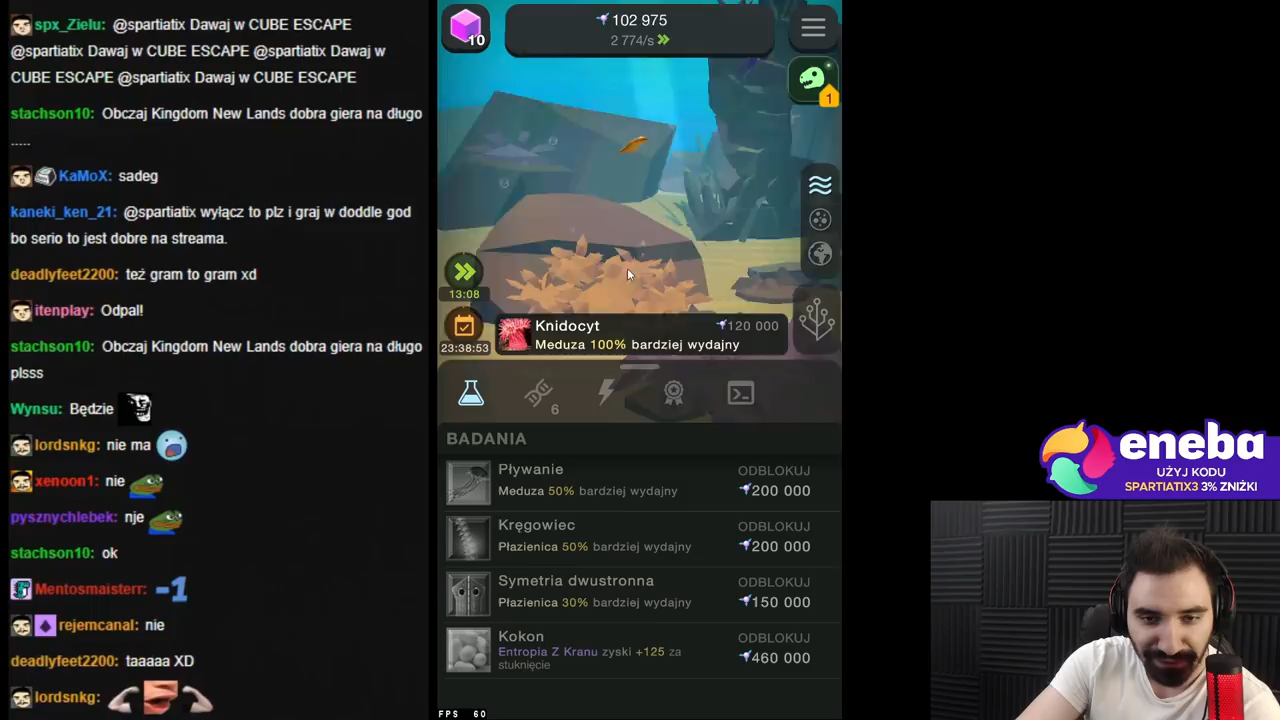 spx_Zielu: @spartiatix Dawaj w CUBE ESCAPE
@spartiatix Dawaj w CUBE ESCAPE @spartiatix Dawaj w
CUBE ESCAPE @spartiatix Dawaj w CUBE ESCAPE
stachson10: Obczaj Kingdom New Lands dobra giera na długo
-----
KaMoX: sadeg
kaneki_ken_21: @spartiatix wyłącz to plz i graj w doddle god
bo serio to jest dobre na streama.
deadlyfeet2200: też gram to gram xd
itenplay: Odpal!
stachson10: Obczaj Kingdom New Lands dobra giera na długo
plsss
Wynsu: Będzie
lordsnkg: nie ma
xenoon1: nie
pysznychlebek: nje
stachson10: ok
Mentosmaisterr: -1
rejemcanal: nie
deadlyfeet2200: taaaaa XD
lordsnkg:
10
102 975
2 774/s
1
13:08
23:38:53
Knidocyt 120 000
Meduza 100% bardziej wydajny
6
BADANIA
Pływanie ODBLOKUJ
Meduza 50% bardziej wydajny 200 000
Kręgowiec ODBLOKUJ
Płazienica 50% bardziej wydajny 200 000
Symetria dwustronna ODBLOKUJ
Płazienica 30% bardziej wydajny 150 000
Kokon ODBLOKUJ
Entropia Z Kranu zyski +125 za 460 000
stuknięcie
FPS 60
eneba
UŻYJ KODU
SPARTIATIX3 3% ZNIŻKI